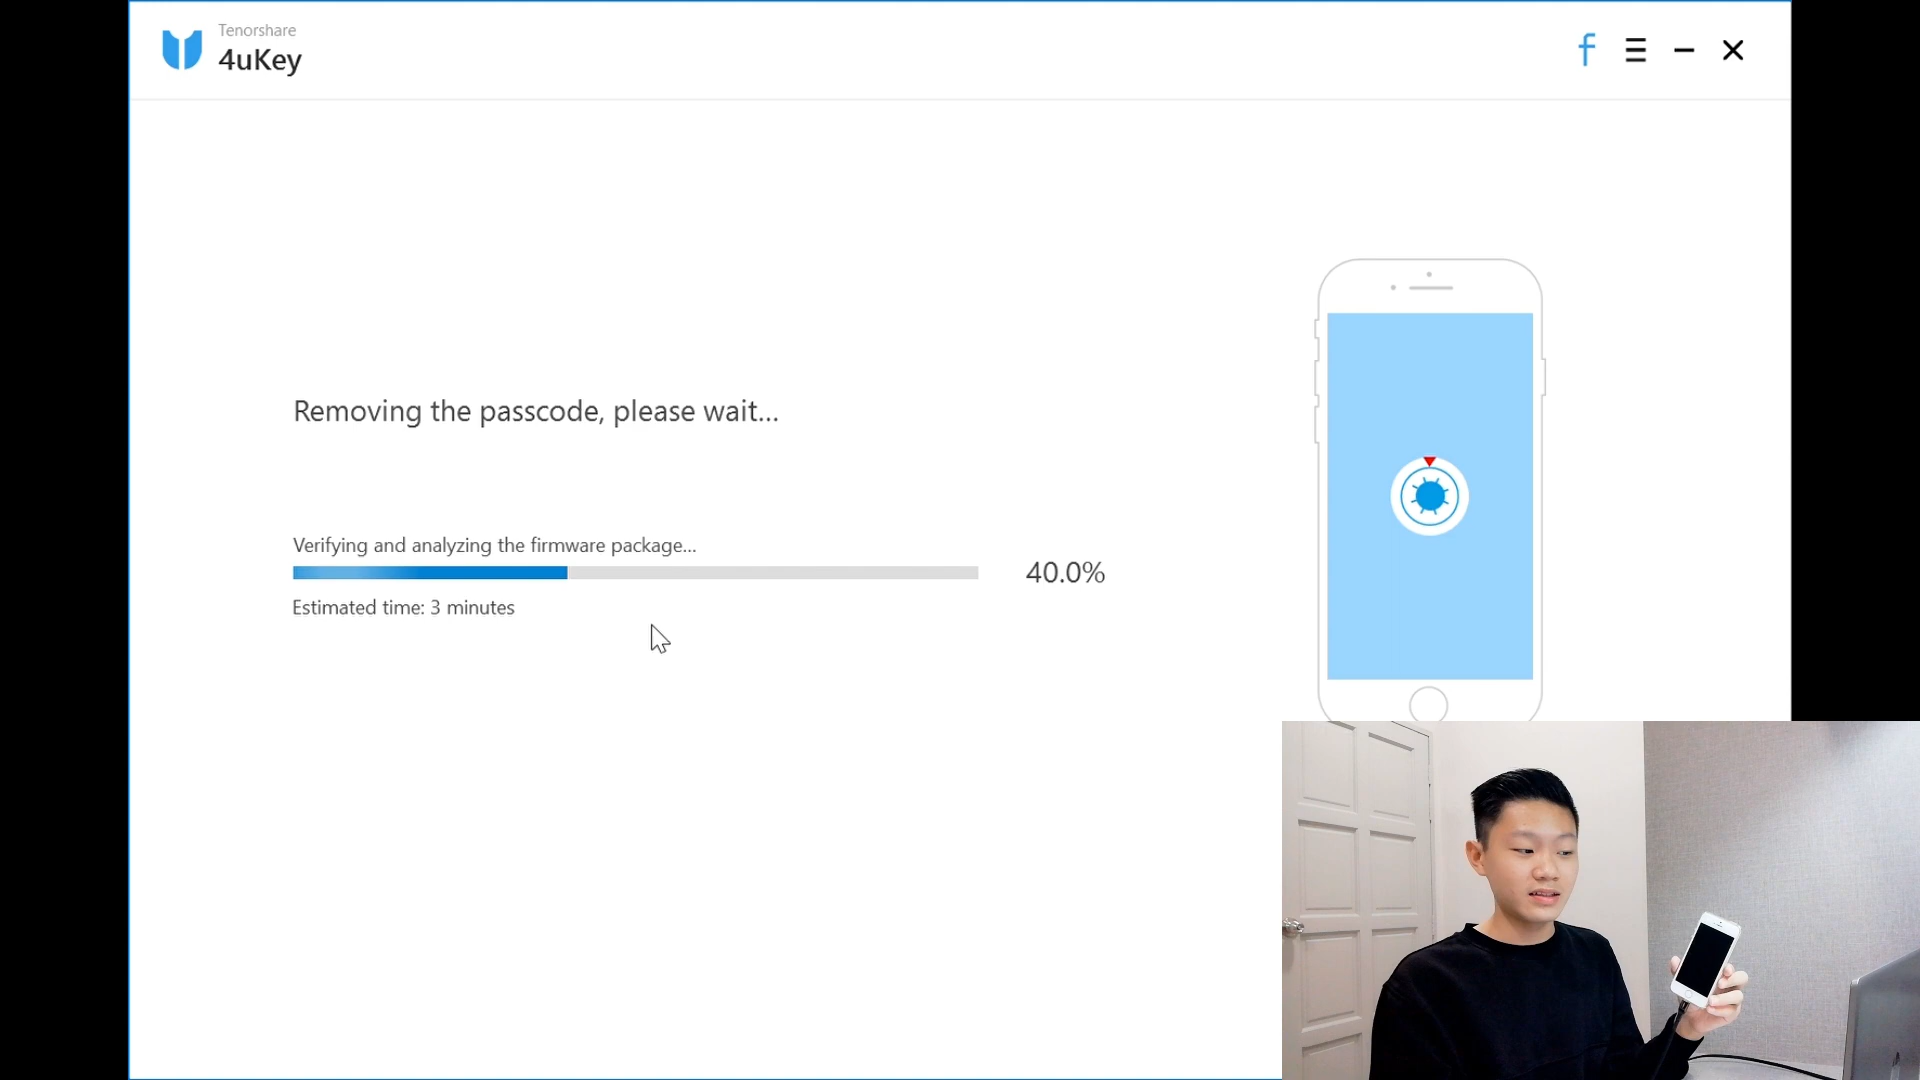 Tenorshare
4uKey
Removing the passcode, please wait...
Verifying and analyzing the firmware package...
40.0%
Estimated time: 3 minutes